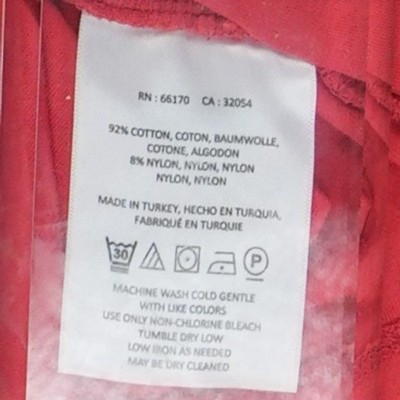 RN : 66170 CA : 32054
92% COTTON, COTON, BAUMWOLLE,
COTONE, ALGODON
8% NYLON, NYLON, NYLON
NYLON, NYLON
MADE IN TURKEY, HECHO EN TURQUIA,
FABRIQUÉ EN TURQUIE
30 P
MACHINE WASH COLD GENTLE
WITH LIKE COLORS
USE ONLY NON-CHLORINE BLEACH
TUMBLE DRY LOW
LOW IRON AS NEEDED
MAY BE DRY CLEANED